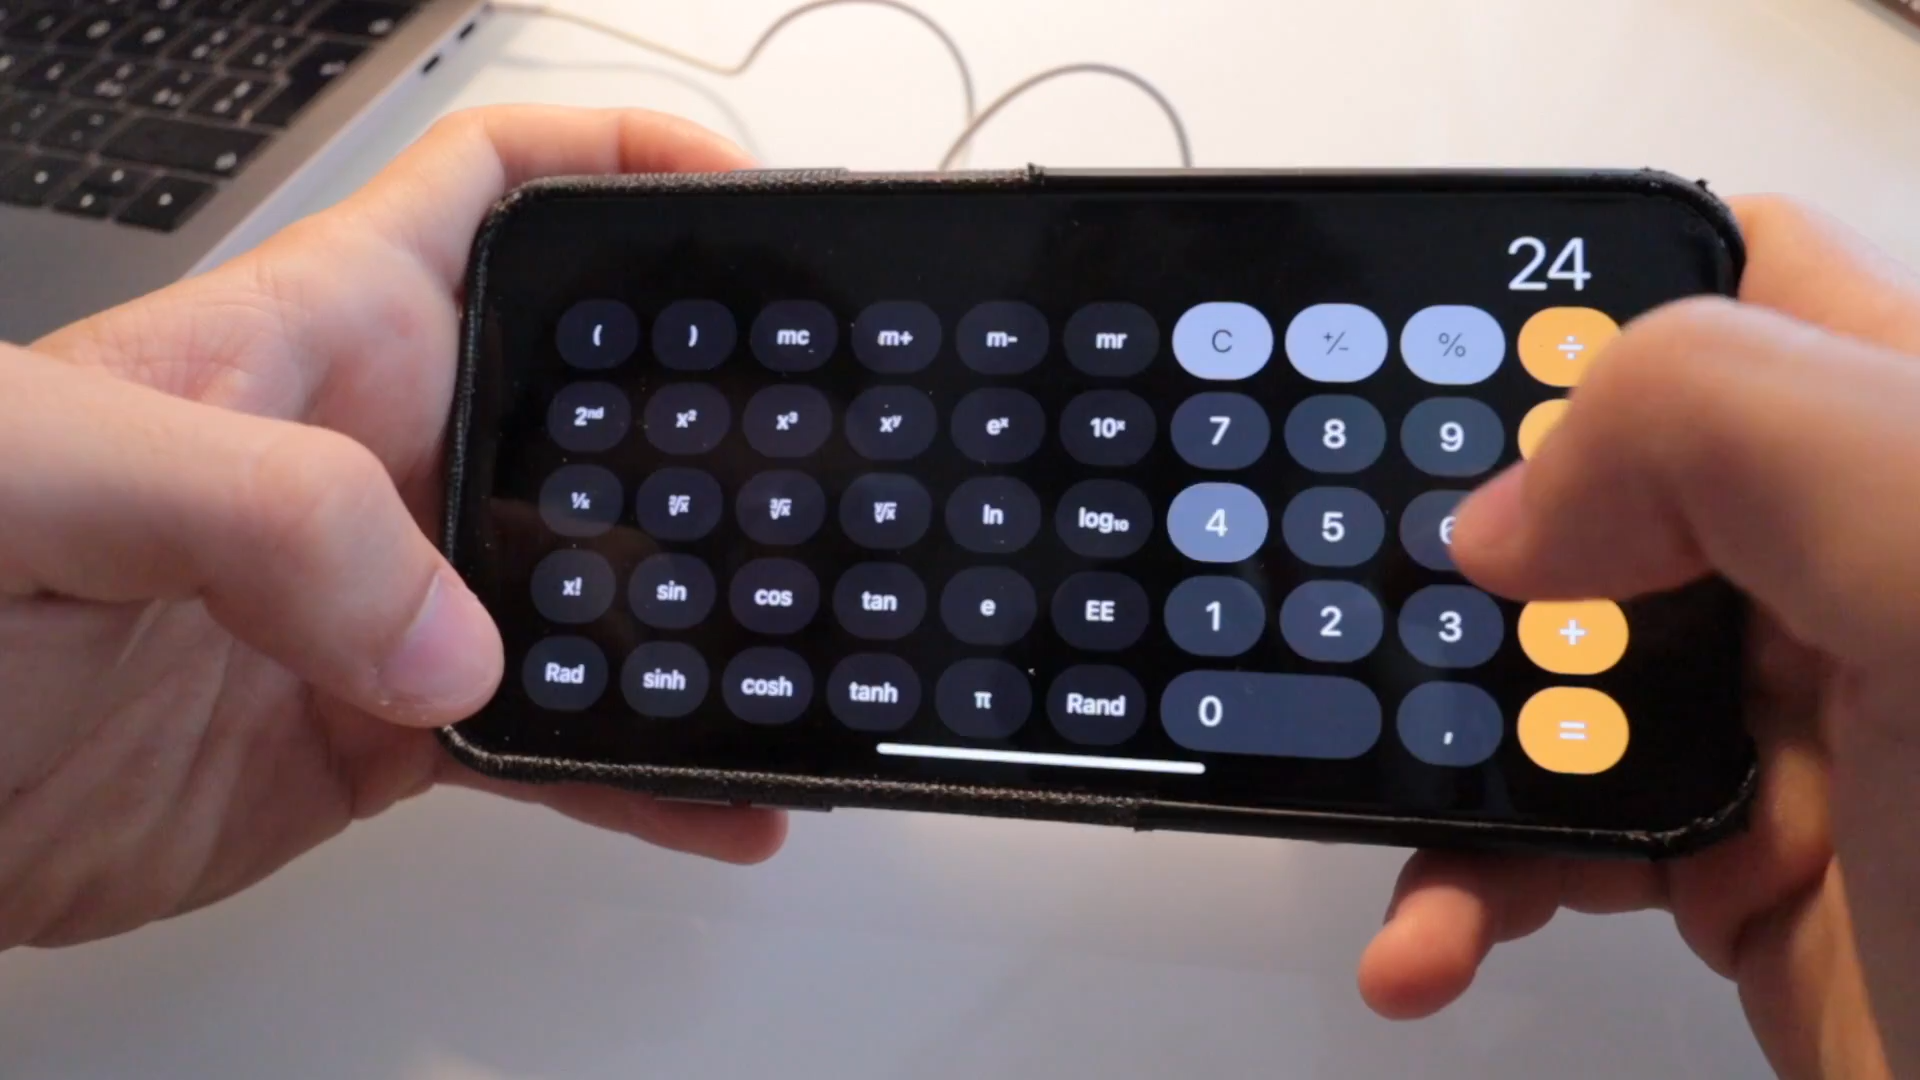 24
( ) mc m+ m- mr C +/- % ÷
2nd x² x³ xʸ eˣ 10ˣ 7 8 9
1/x ²√x ³√x ʸ√x ln log₁₀ 4 5 6
x! sin cos tan e EE 1 2 3 +
Rad sinh cosh tanh π Rand 0 , =